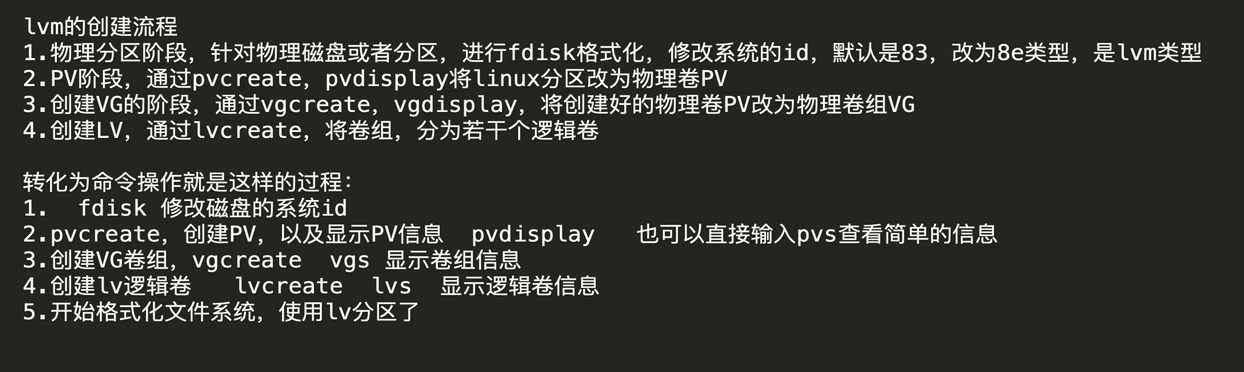 lvm的创建流程
1.物理分区阶段，针对物理磁盘或者分区，进行fdisk格式化，修改系统的id，默认是83，改为8e类型，是lvm类型
2.PV阶段，通过pvcreate，pvdisplay将linux分区改为物理卷PV
3.创建VG的阶段，通过vgcreate，vgdisplay，将创建好的物理卷PV改为物理卷组VG
4.创建LV，通过lvcreate，将卷组，分为若干个逻辑卷
转化为命令操作就是这样的过程：
1.  fdisk 修改磁盘的系统id
2.pvcreate，创建PV，以及显示PV信息  pvdisplay   也可以直接输入pvs查看简单的信息
3.创建VG卷组，vgcreate  vgs 显示卷组信息
4.创建lv逻辑卷   lvcreate  lvs  显示逻辑卷信息
5.开始格式化文件系统，使用lv分区了